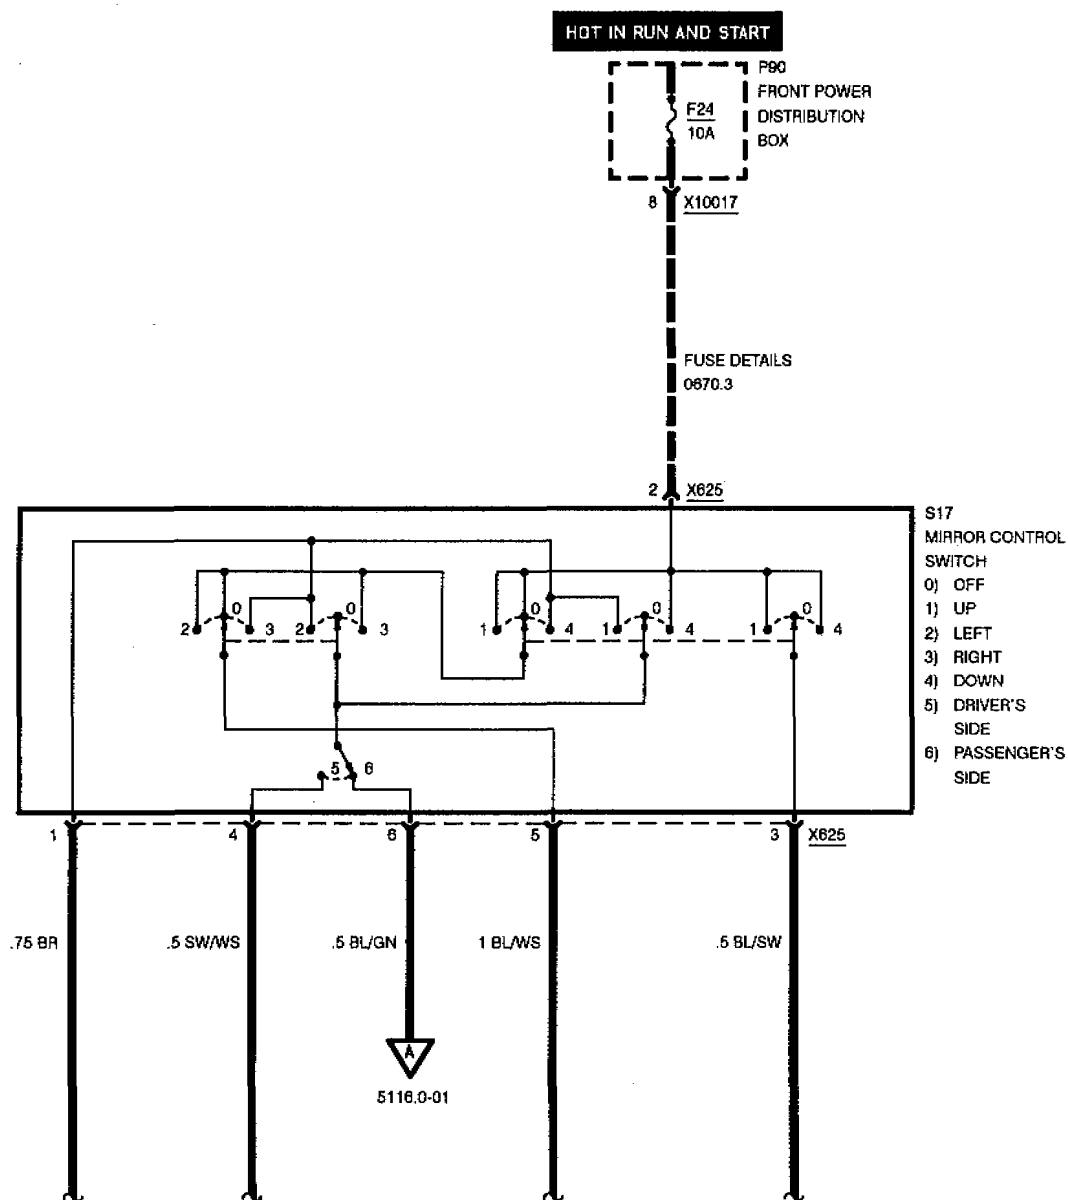 HOT IN RUN AND START
P90
FRONT POWER
DISTRIBUTION
BOX
F24
10A
8 X10017
FUSE DETAILS
0670.3
2 X625
S17
MIRROR CONTROL
SWITCH
0) OFF
1) UP
2) LEFT
3) RIGHT
4) DOWN
5) DRIVER'S
SIDE
6) PASSENGER'S
SIDE
0 0 0 0 0
2 3 2 3 1 4 1 4 1 4
5 6
1 4 6 5 3 X625
.75 BR .5 SW/WS .5 BL/GN 1 BL/WS .5 BL/SW
A
5116.0-01